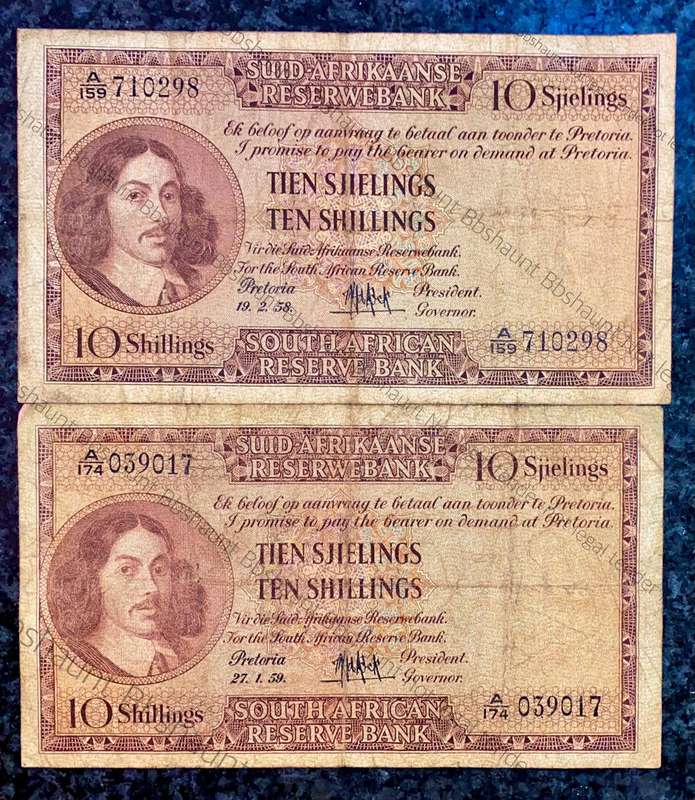 A/159 710298
SUID-AFRIKAANSE
RESERWEBANK
10 Sjielings
Ek beloof op aanvraag te betaal aan toonder te Pretoria.
I promise to pay the bearer on demand at Pretoria.
TIEN SJIELINGS
TEN SHILLINGS
Vir die Suid-Afrikaanse Reserwebank.
For the South African Reserve Bank.
Pretoria President.
19. 2. 58. Governor.
10 Shillings
SOUTH AFRICAN
RESERVE BANK
A/159 710298
A/174 039017
SUID-AFRIKAANSE
RESERWEBANK
10 Sjielings
Ek beloof op aanvraag te betaal aan toonder te Pretoria.
I promise to pay the bearer on demand at Pretoria.
TIEN SJIELINGS
TEN SHILLINGS
Vir die Suid-Afrikaanse Reserwebank.
For the South African Reserve Bank.
Pretoria President.
27. 1. 59. Governor.
10 Shillings
SOUTH AFRICAN
RESERVE BANK
A/174 039017